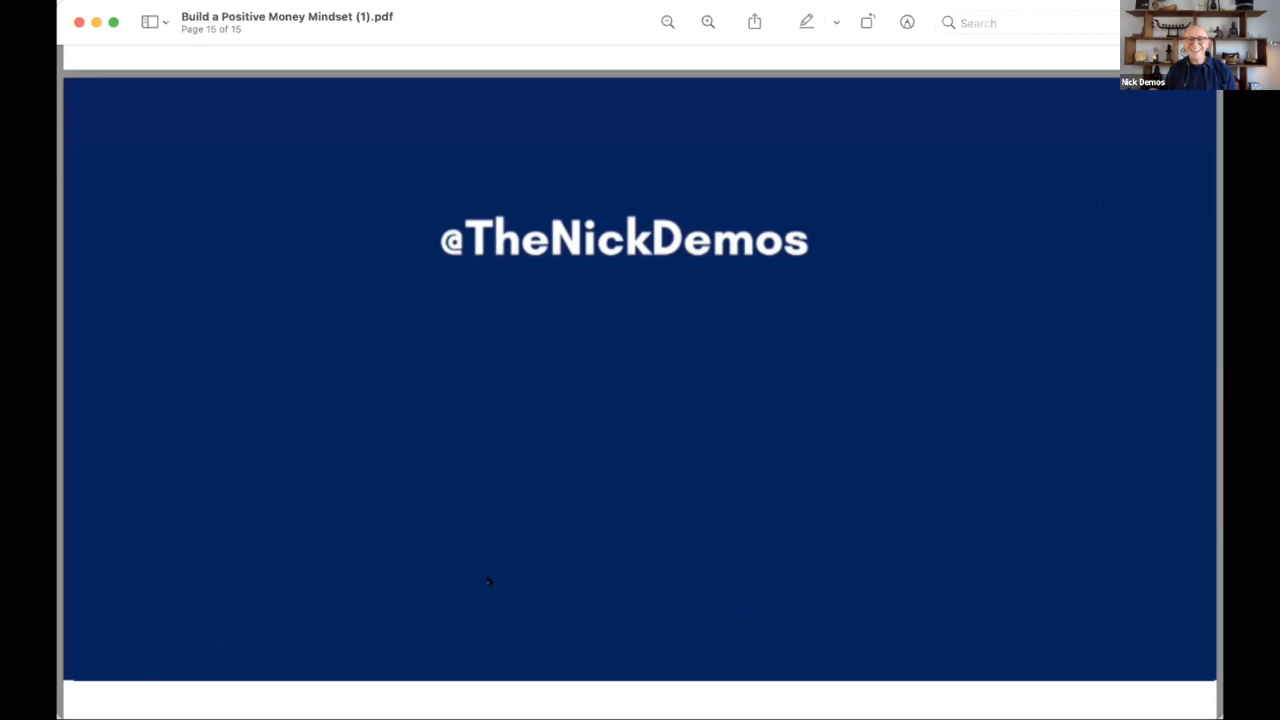 Build a Positive Money Mindset (1).pdf
Page 15 of 15
Search
Nick Demos
@TheNickDemos